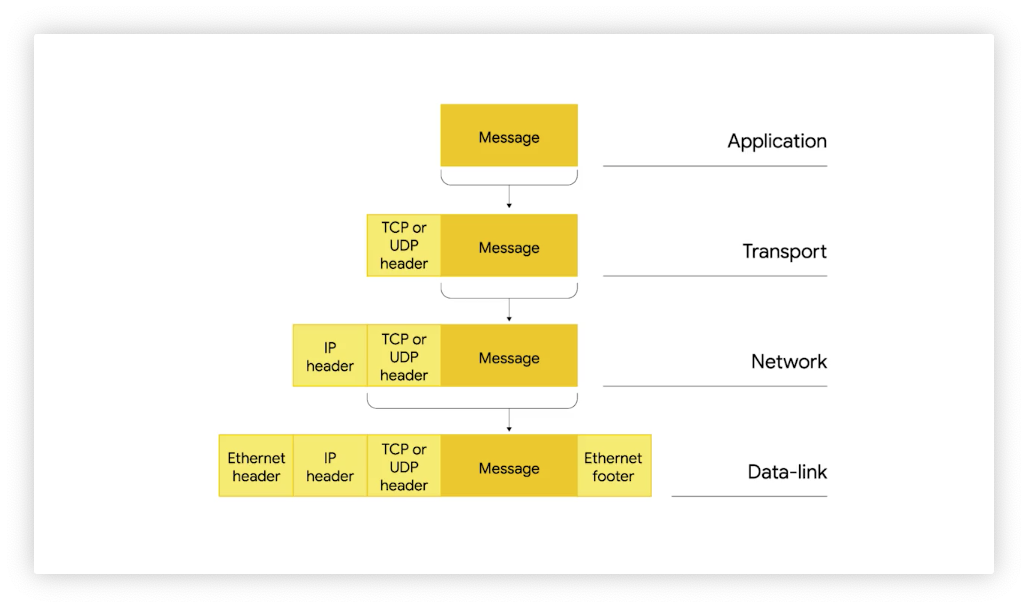 Message
Application
TCP or
UDP
header
Message
Transport
IP
header
TCP or
UDP
header
Message
Network
Ethernet
header
IP
header
TCP or
UDP
header
Message
Ethernet
footer
Data-link